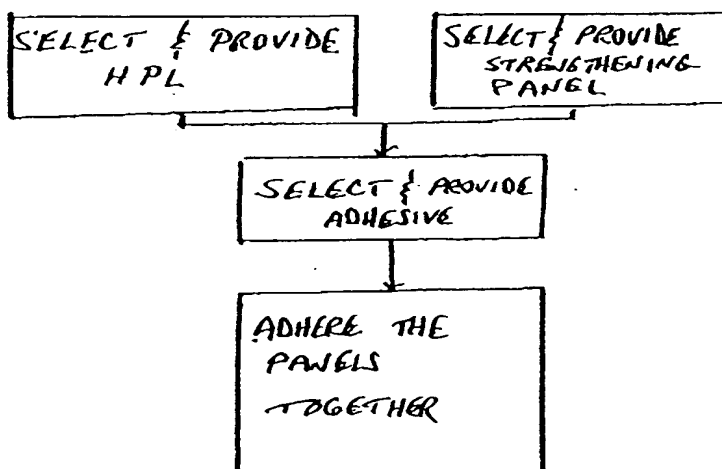 SELECT & PROVIDE
HPL
SELECT & PROVIDE
STRENGTHENING
PANEL
SELECT & PROVIDE
ADHESIVE
ADHERE THE
PANELS
TOGETHER